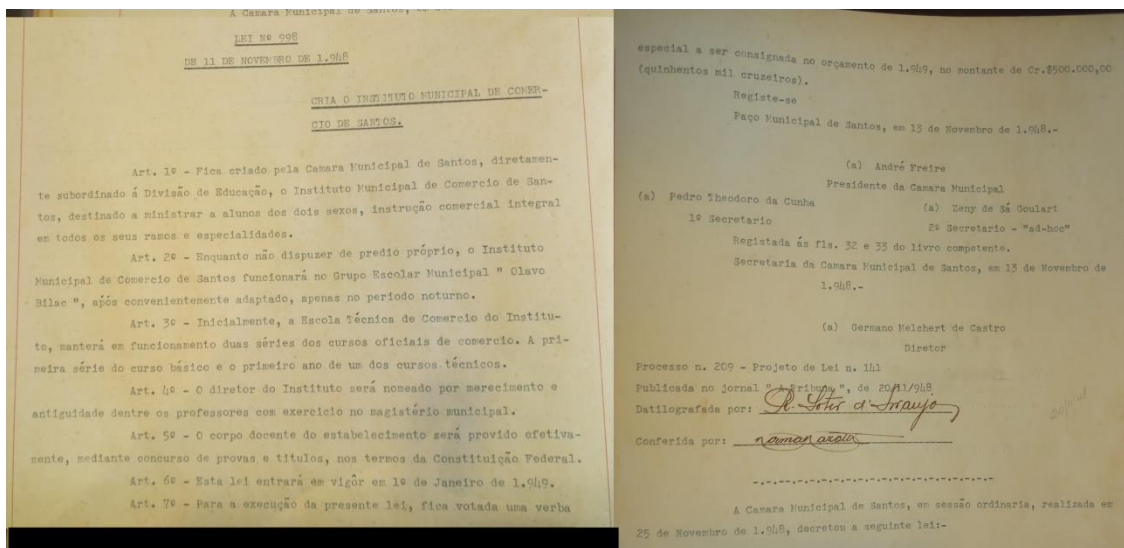 A Camara Municipal de Santos,
LEI Nº 998
DE 11 DE NOVEMBRO DE 1.948
CRIA O INSTITUTO MUNICIPAL DE COMER-
CIO DE SANTOS.
Art. 1º - Fica criado pela Camara Municipal de Santos, diretamen-
te subordinado á Divisão de Educação, o Instituto Municipal de Comercio de San-
tos, destinado a ministrar a alunos dos dois sexos, instrução comercial integral
em todos os seus ramos e especialidades.
Art. 2º - Enquanto não dispuzer de predio próprio, o Instituto
Municipal de Comercio de Santos funcionará no Grupo Escolar Municipal " Olavo
Bilac ", após convenientemente adaptado, apenas no periodo noturno.
Art. 3º - Inicialmente, a Escola Técnica de Comercio do Institu-
to, manterá em funcionamento duas séries dos cursos oficiais de comercio. A pri-
meira série do curso básico e o primeiro ano de um dos cursos técnicos.
Art. 4º - O diretor do Instituto será nomeado por merecimento e
antiguidade dentre os professores com exercicio no magistério municipal.
Art. 5º - O corpo docente do estabelecimento será provido efetiva-
mente, mediante concurso de provas e titulos, nos termos da Constituição Federal.
Art. 6º - Esta lei entrará em vigôr em 1º de Janeiro de 1.949.
Art. 7º - Para a execução da presente lei, fica votada uma verba
especial a ser consignada no orçamento de 1.949, no montante de Cr.$500.000,00
(quinhentos mil cruzeiros).
Registe-se
Paço Municipal de Santos, em 13 de Novembro de 1.948.-
(a) André Freire
Presidente da Camara Municipal
(a) Pedro Theodoro da Cunha
1º Secretario
(a) Zeny de Sá Goulart
2º Secretario - "ad-hoc"
Registada ás fls. 32 e 33 do livro competente.
Secretaria da Camara Municipal de Santos, em 13 de Novembro de
1.948.-
(a) Germano Melchert de Castro
Diretor
Processo n. 209 - Projeto de Lei n. 141
Publicada no jornal " A Tribuna ", de 20/11/948
Datilografada por: R. Soter d'Araujo
Conferida por:
A Camara Municipal de Santos, em sessão ordinaria, realizada em
25 de Novembro de 1.948, decretou a seguinte lei:-